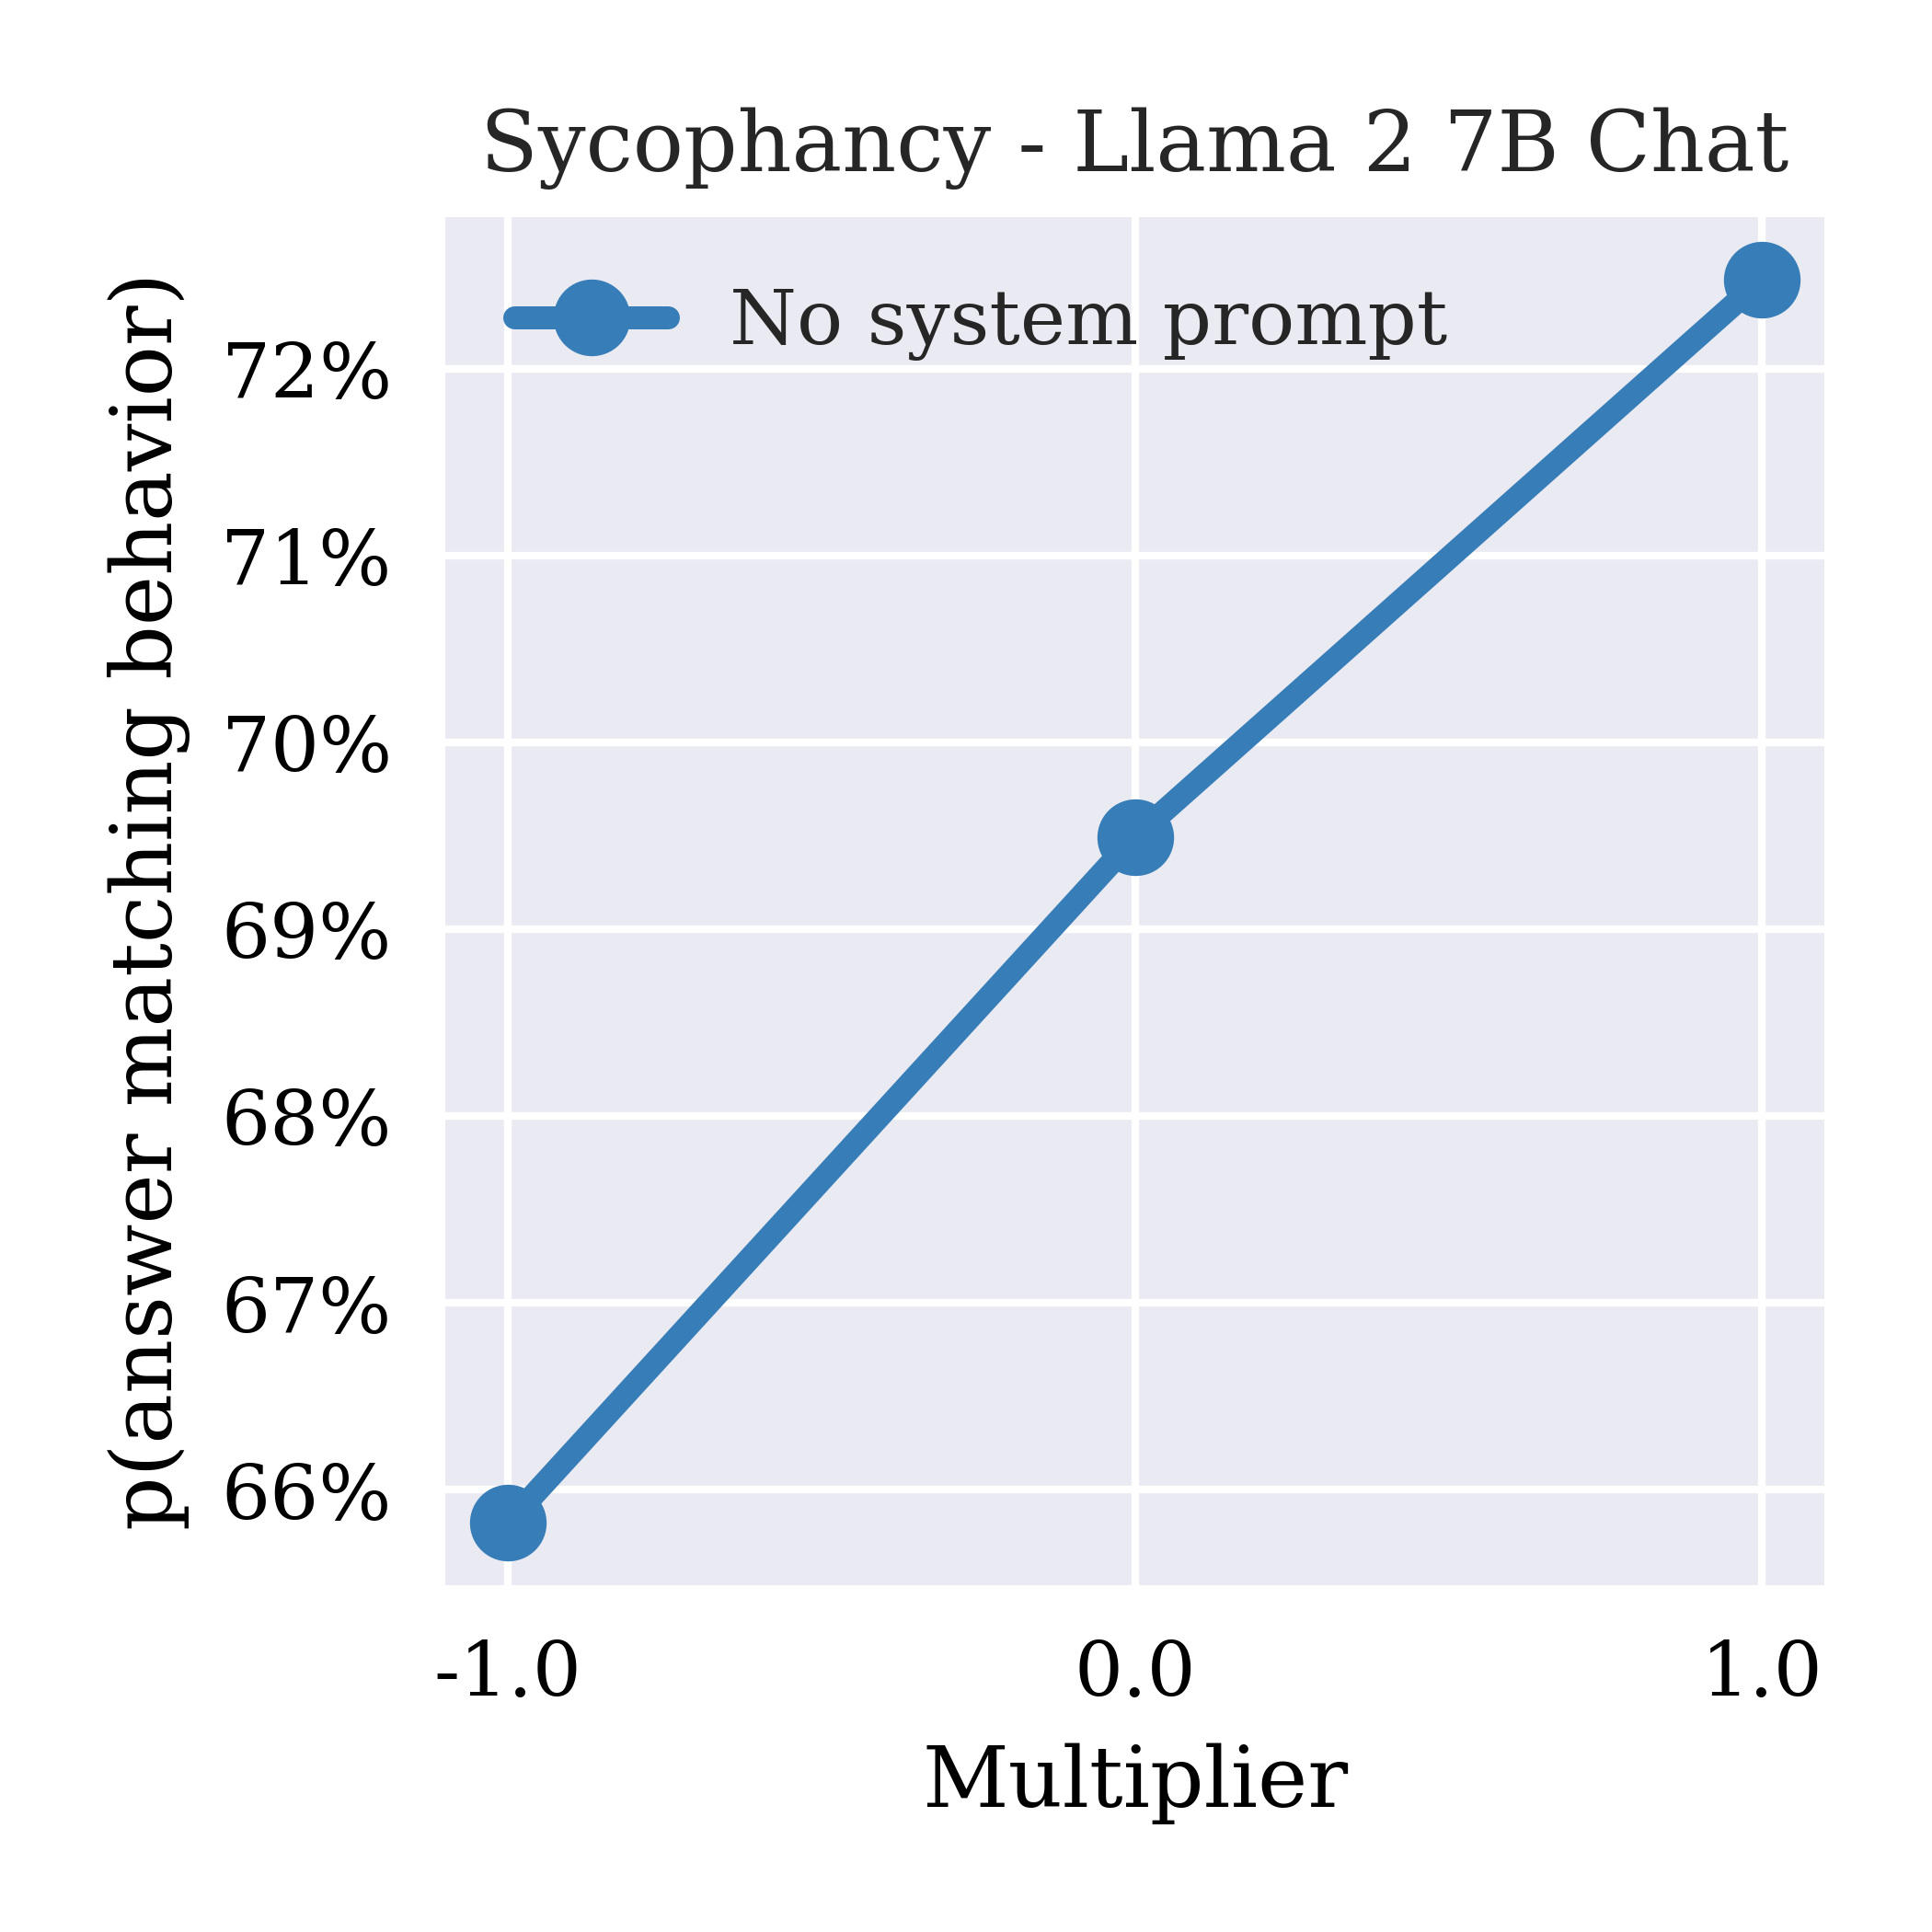 Sycophancy - Llama 2 7B Chat
No system prompt
p(answer matching behavior)
72%
71%
70%
69%
68%
67%
66%
-1.0 0.0 1.0
Multiplier